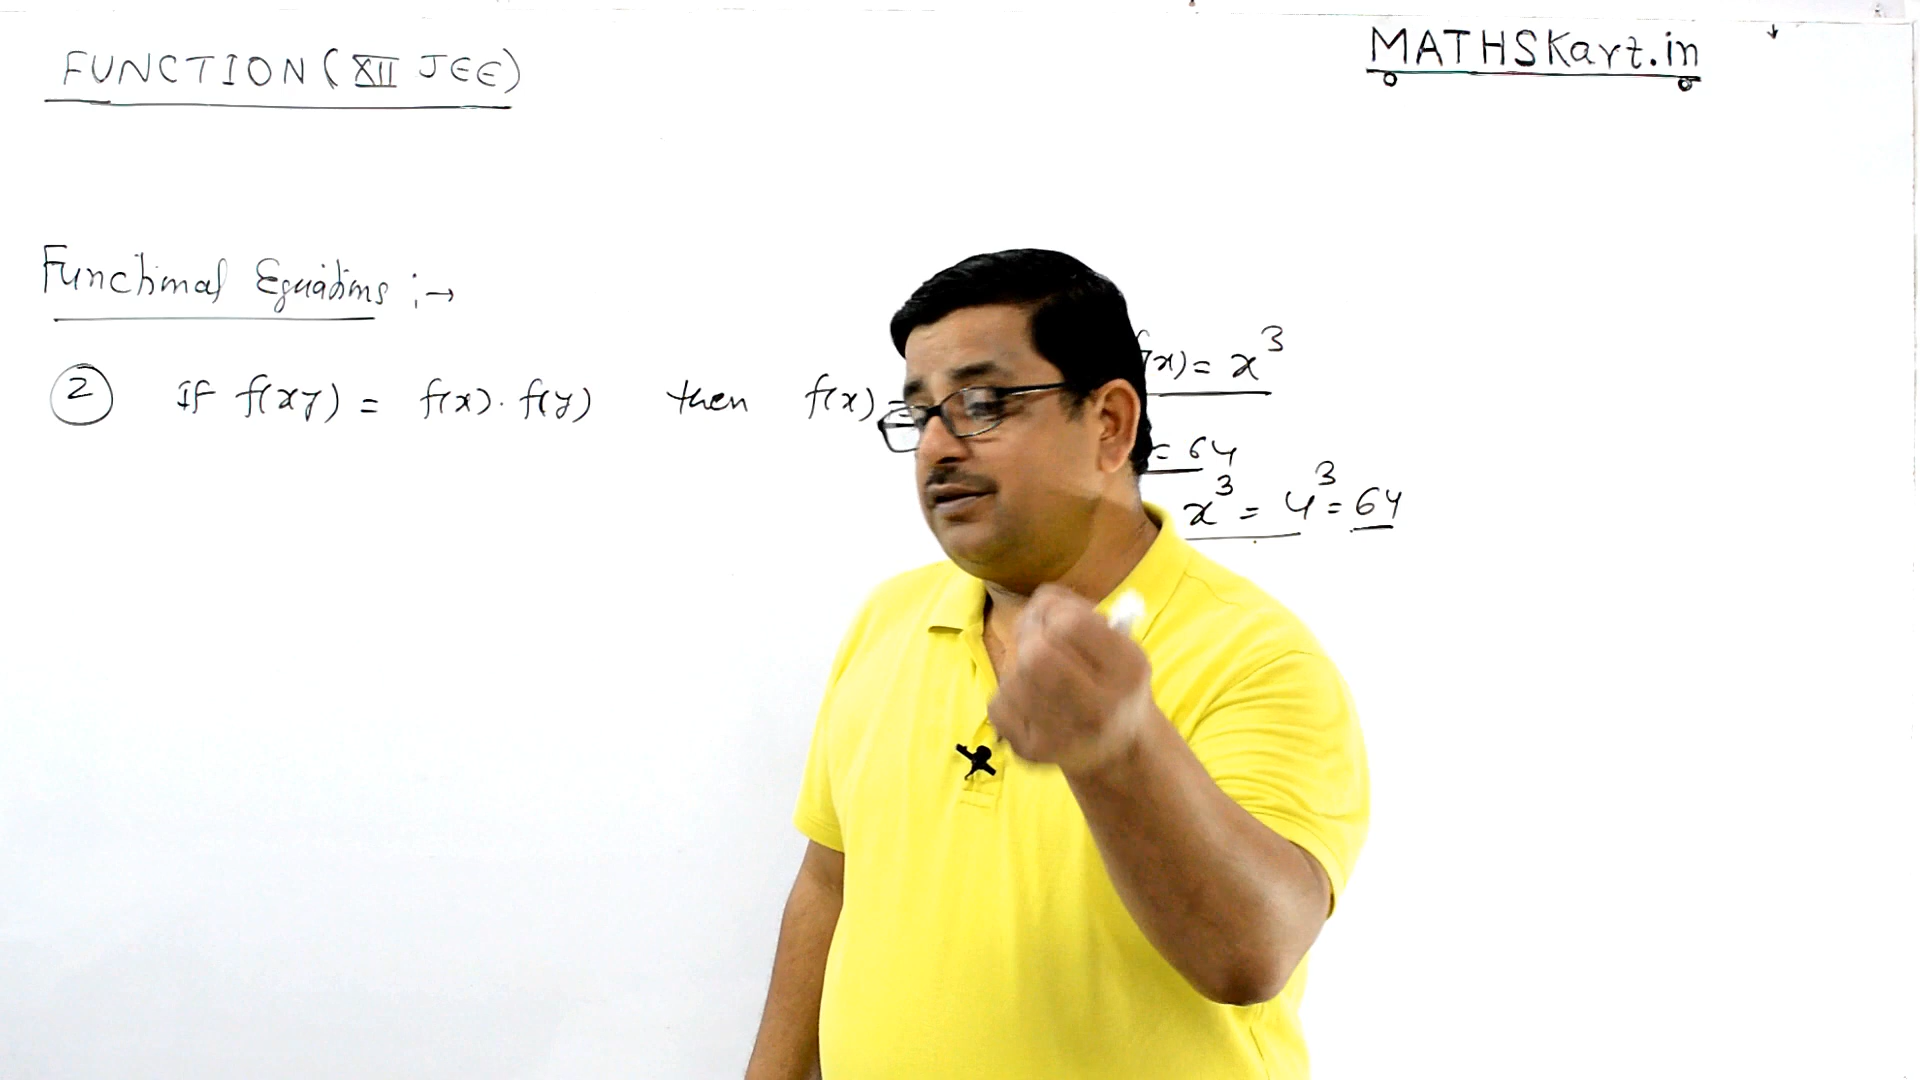 FUNCTION (XII JEE)
MATHSKart.in
Functional Equations :→
② If f(xy) = f(x). f(y) then f(x) =
(x) = x³
= 64
x³ = 4³ = 64